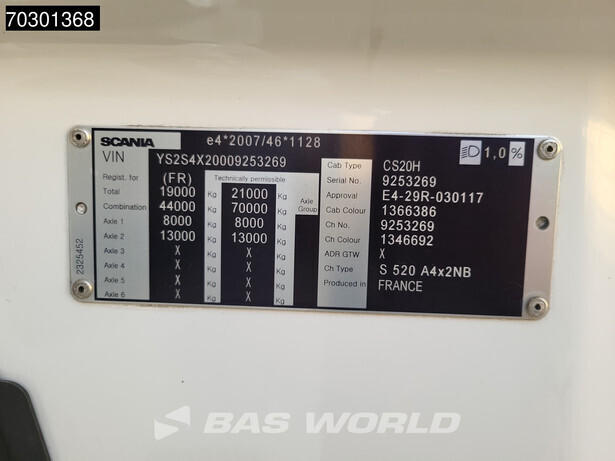 70301368
SCANIA e4*2007/46*1128
VIN YS2S4X20009253269
Regist. for (FR) Technically permissible
Total 19000 Kg 21000 Kg
Combination 44000 Kg 70000 Kg
Axle 1 8000 Kg 8000 Kg
Axle 2 13000 Kg 13000 Kg
Axle 3 X Kg X Kg
Axle 4 X Kg X Kg
Axle 5 X Kg X Kg
Axle 6 X Kg X Kg
Axle Group
2325452
Cab Type CS20H
Serial No. 9253269
Approval E4-29R-030117
Cab Colour 1366386
Ch No. 9253269
Ch Colour 1346692
ADR GTW X
Ch Type S 520 A4x2NB
Produced in FRANCE
1,0 %
BAS WORLD